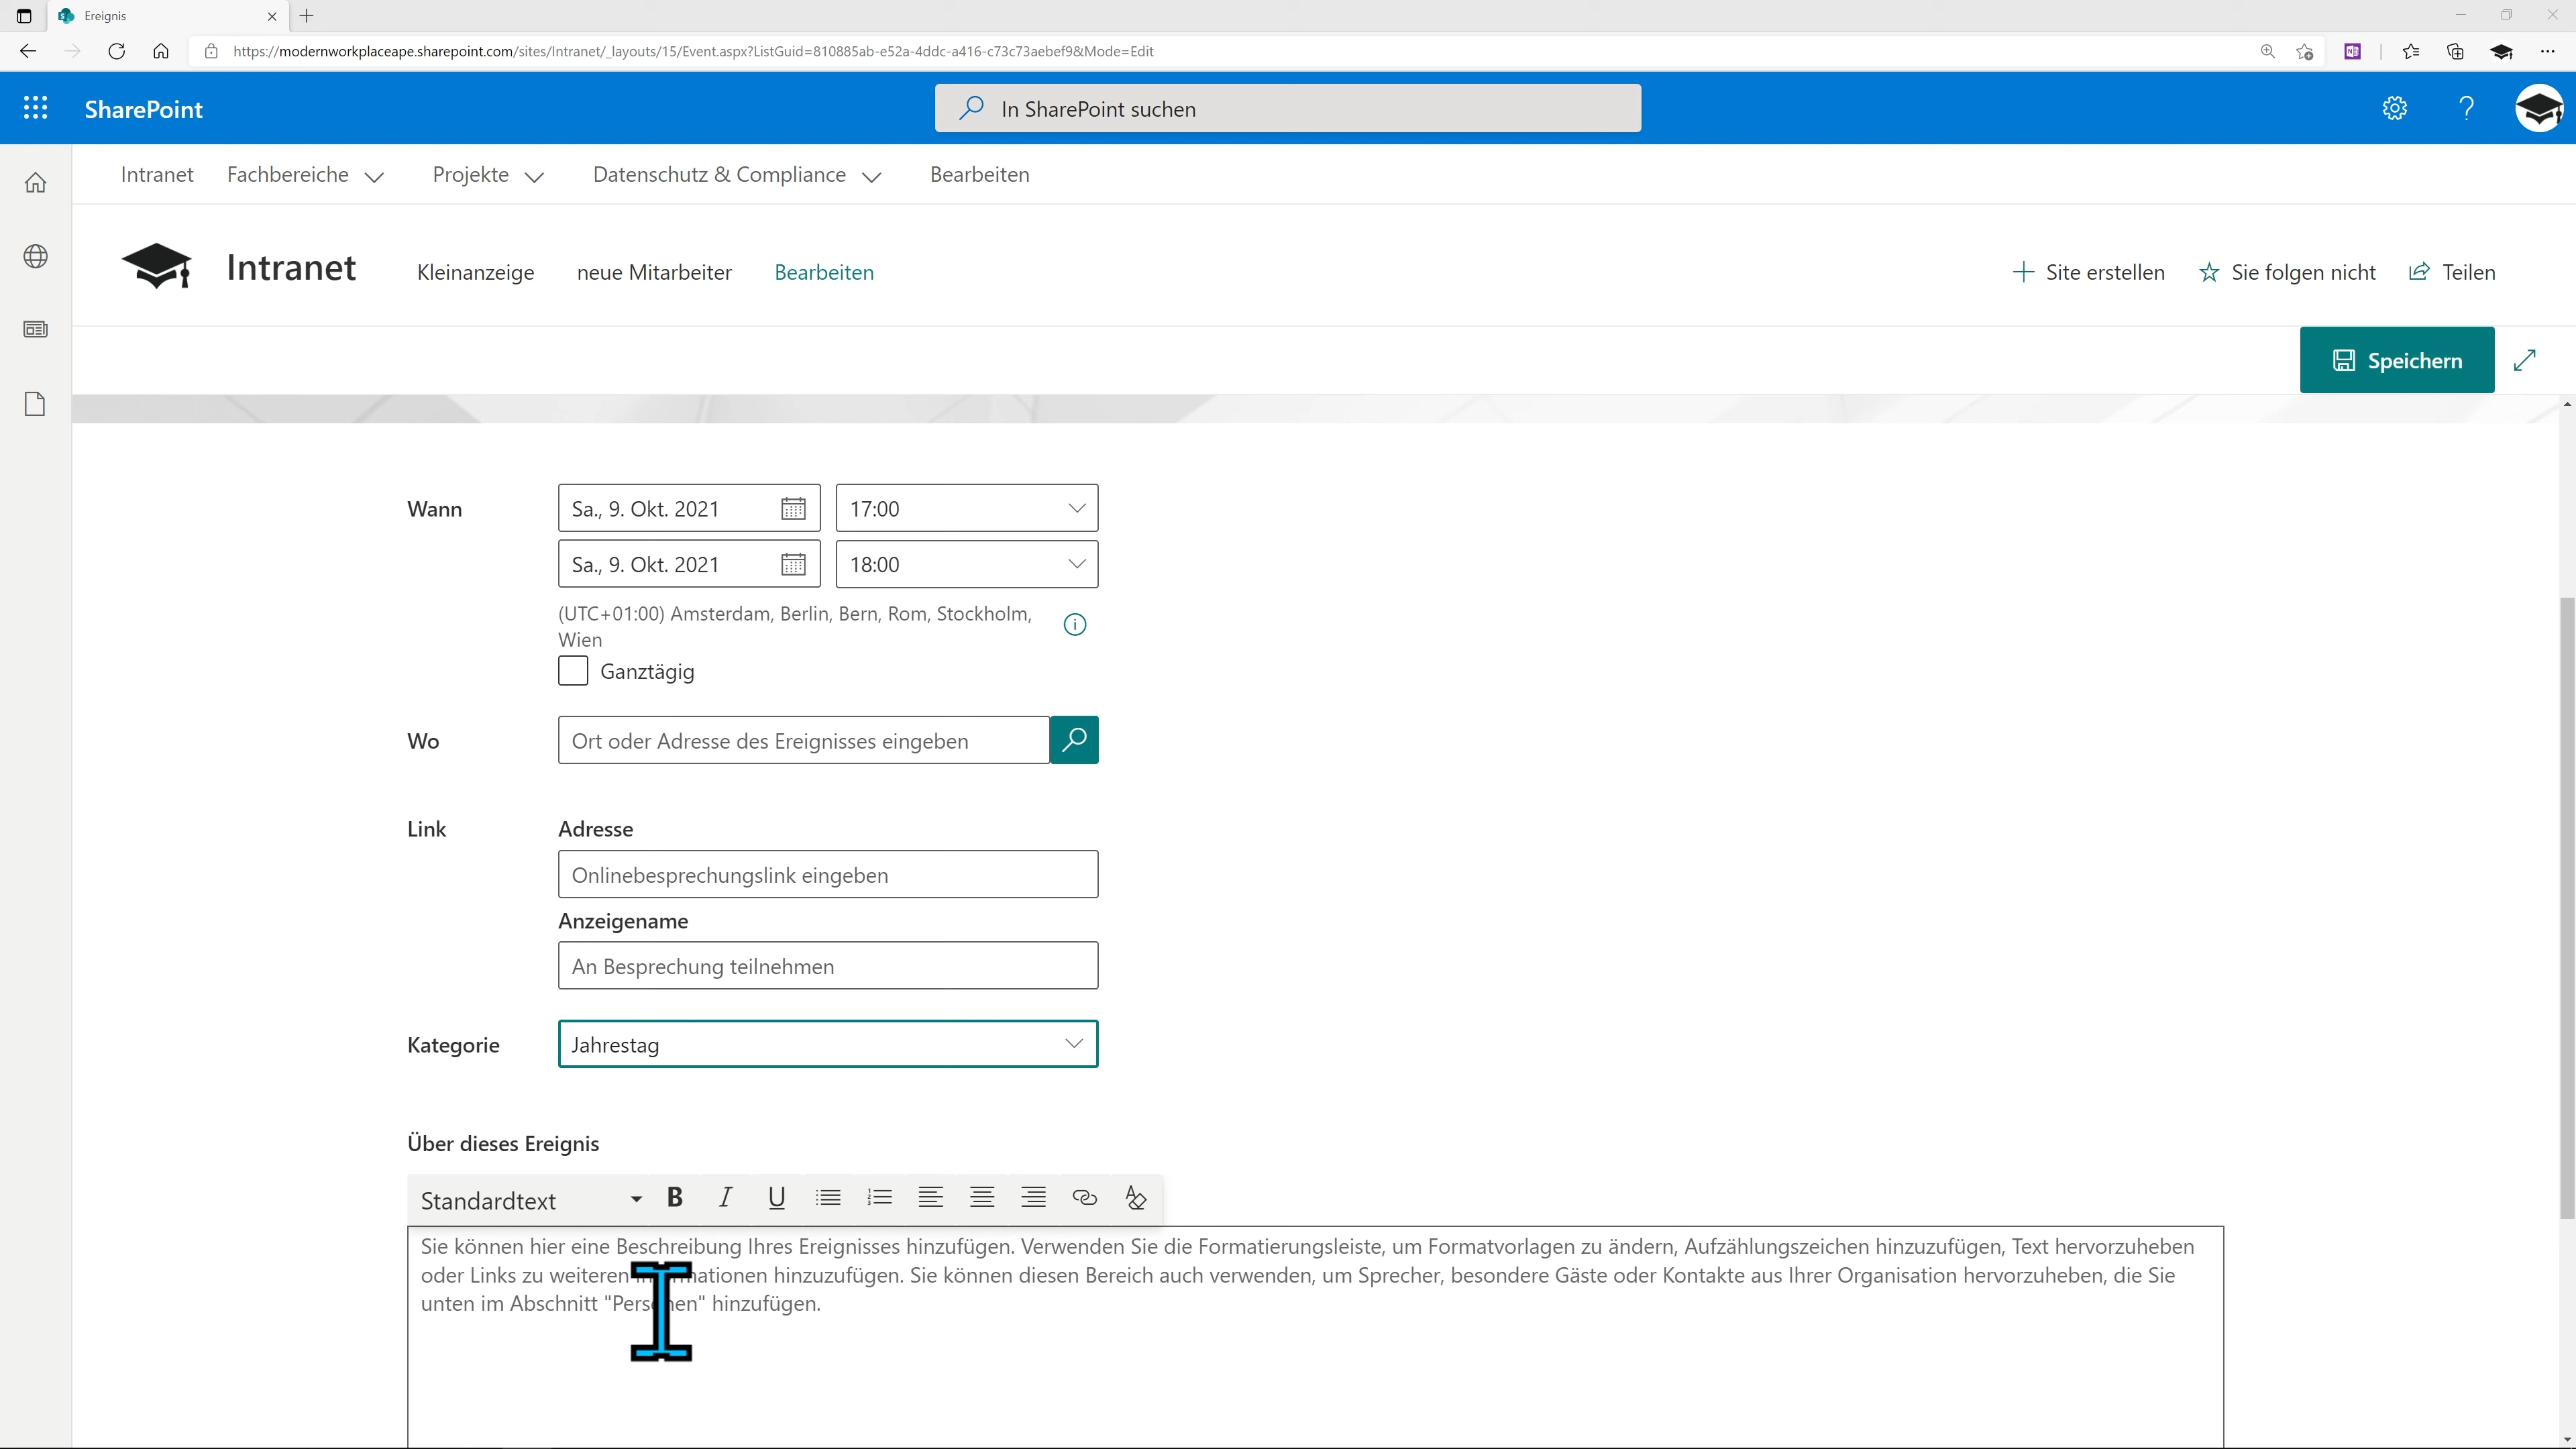 Ereignis
https://modernworkplaceape.sharepoint.com/sites/Intranet/_layouts/15/Event.aspx?ListGuid=810885ab-e52a-4ddc-a416-c73c73aebef9&Mode=Edit
SharePoint
In SharePoint suchen
Intranet Fachbereiche Projekte Datenschutz & Compliance Bearbeiten
Intranet Kleinanzeige neue Mitarbeiter Bearbeiten
Site erstellen Sie folgen nicht Teilen
Speichern
Wann Sa., 9. Okt. 2021 17:00
Sa., 9. Okt. 2021 18:00
(UTC+01:00) Amsterdam, Berlin, Bern, Rom, Stockholm,
Wien
Ganztägig
Wo Ort oder Adresse des Ereignisses eingeben
Link Adresse
Onlinebesprechungslink eingeben
Anzeigename
An Besprechung teilnehmen
Kategorie Jahrestag
Über dieses Ereignis
Standardtext B I U
Sie können hier eine Beschreibung Ihres Ereignisses hinzufügen. Verwenden Sie die Formatierungsleiste, um Formatvorlagen zu ändern, Aufzählungszeichen hinzuzufügen, Text hervorzuheben
oder Links zu weiteren Informationen hinzuzufügen. Sie können diesen Bereich auch verwenden, um Sprecher, besondere Gäste oder Kontakte aus Ihrer Organisation hervorzuheben, die Sie
unten im Abschnitt "Personen" hinzufügen.